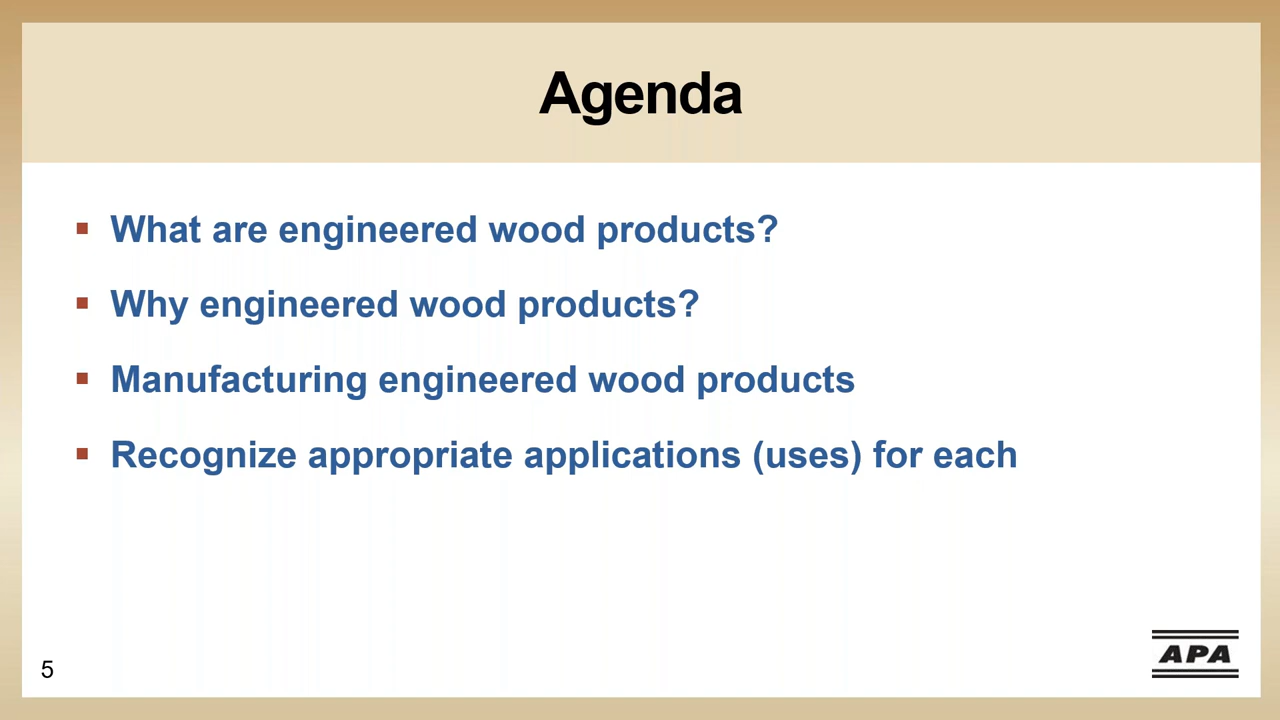 Agenda
▪ What are engineered wood products?
▪ Why engineered wood products?
▪ Manufacturing engineered wood products
▪ Recognize appropriate applications (uses) for each
5
APA